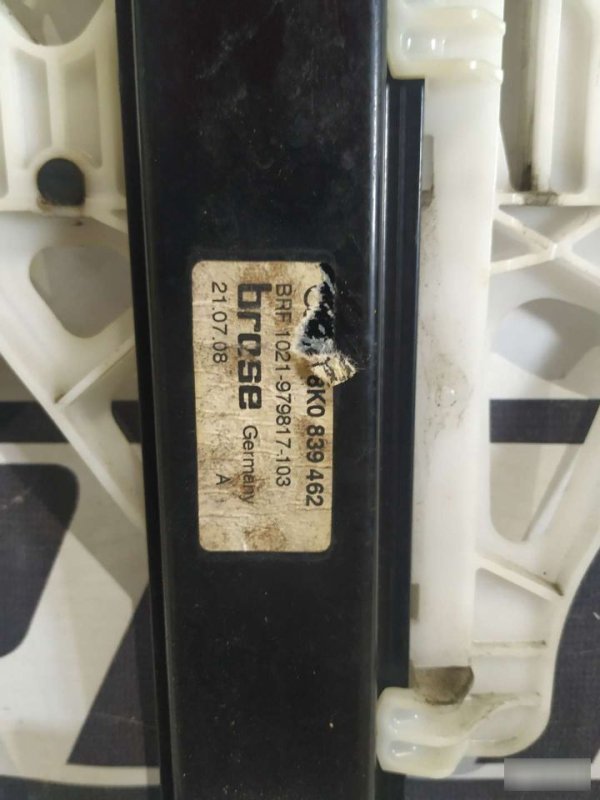 8K0 839 462
BRF 1021-979817-103
brose Germany
21.07.08 A